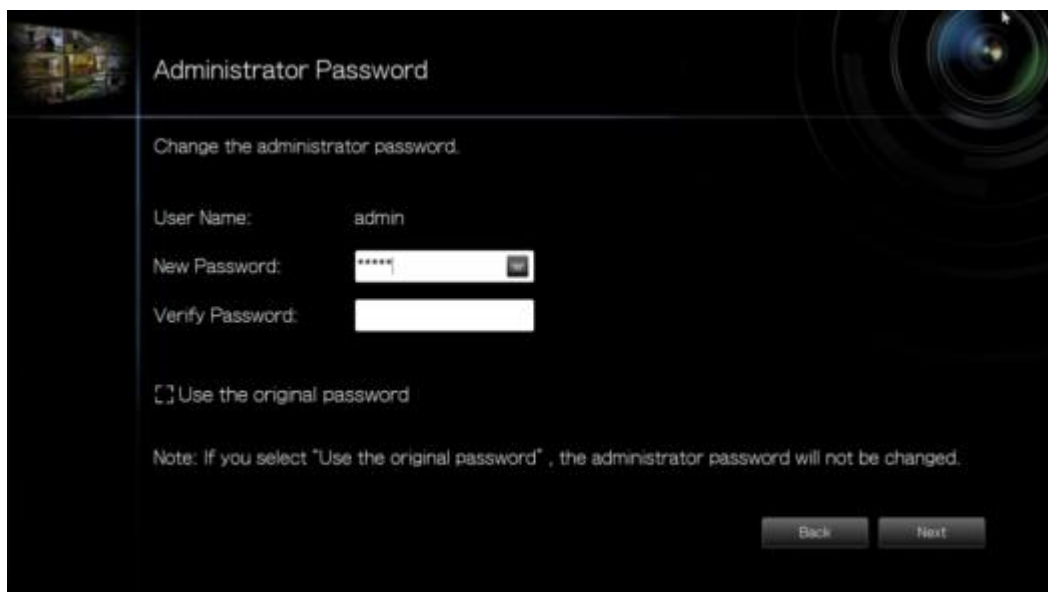 Administrator Password
Change the administrator password.
User Name: admin
New Password: *****
Verify Password:
Use the original password
Note: If you select "Use the original password" , the administrator password will not be changed.
Back Next